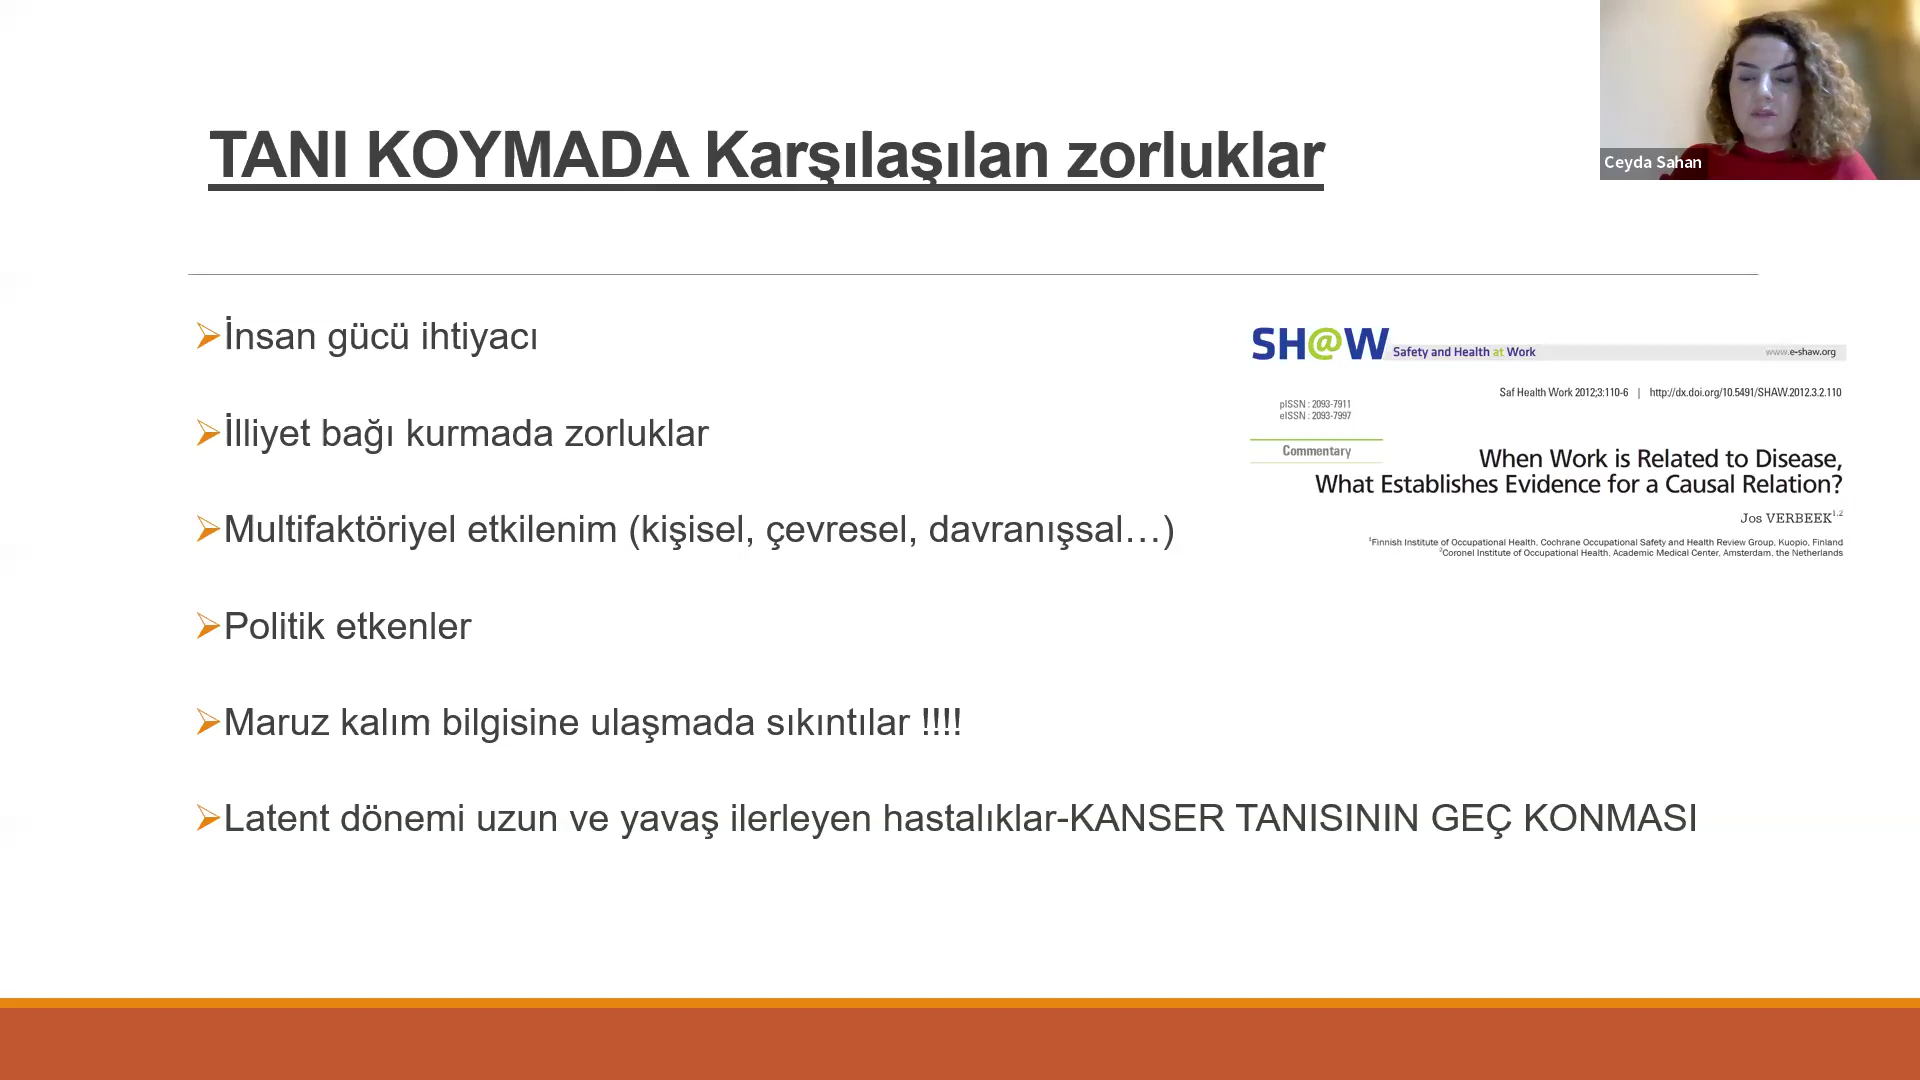 Ceyda Sahan
TANI KOYMADA Karşılaşılan zorluklar
İnsan gücü ihtiyacı
İlliyet bağı kurmada zorluklar
Multifaktöriyel etkilenim (kişisel, çevresel, davranışsal…)
Politik etkenler
Maruz kalım bilgisine ulaşmada sıkıntılar !!!!
Latent dönemi uzun ve yavaş ilerleyen hastalıklar-KANSER TANISININ GEÇ KONMASI
SH@W Safety and Health at Work www.e-shaw.org
Saf Health Work 2012;3:110-6 | http://dx.doi.org/10.5491/SHAW.2012.3.2.110
pISSN : 2093-7911
eISSN : 2093-7997
Commentary
When Work is Related to Disease,
What Establishes Evidence for a Causal Relation?
Jos VERBEEK1,2
1Finnish Institute of Occupational Health, Cochrane Occupational Safety and Health Review Group, Kuopio, Finland
2Coronel Institute of Occupational Health, Academic Medical Center, Amsterdam, the Netherlands